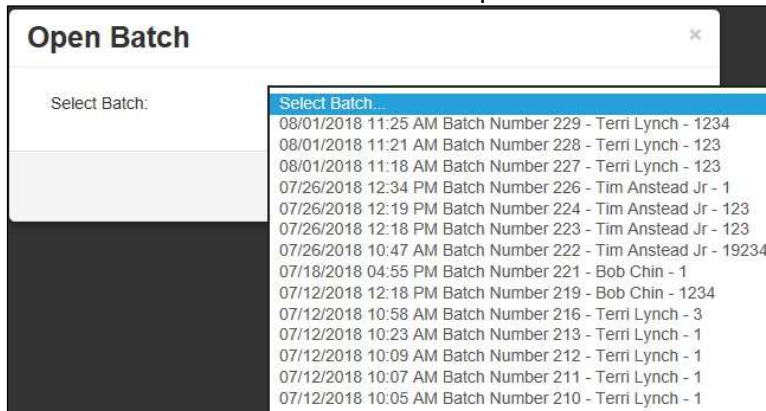 Open Batch
×
Select Batch:
Select Batch...
08/01/2018 11:25 AM Batch Number 229 - Terri Lynch - 1234
08/01/2018 11:21 AM Batch Number 228 - Terri Lynch - 123
08/01/2018 11:18 AM Batch Number 227 - Terri Lynch - 123
07/26/2018 12:34 PM Batch Number 226 - Tim Anstead Jr - 1
07/26/2018 12:19 PM Batch Number 224 - Tim Anstead Jr - 123
07/26/2018 12:18 PM Batch Number 223 - Tim Anstead Jr - 123
07/26/2018 10:47 AM Batch Number 222 - Tim Anstead Jr - 19234
07/18/2018 04:55 PM Batch Number 221 - Bob Chin - 1
07/12/2018 12:18 PM Batch Number 219 - Bob Chin - 1234
07/12/2018 10:58 AM Batch Number 216 - Terri Lynch - 3
07/12/2018 10:23 AM Batch Number 213 - Terri Lynch - 1
07/12/2018 10:09 AM Batch Number 212 - Terri Lynch - 1
07/12/2018 10:07 AM Batch Number 211 - Terri Lynch - 1
07/12/2018 10:05 AM Batch Number 210 - Terri Lynch - 1